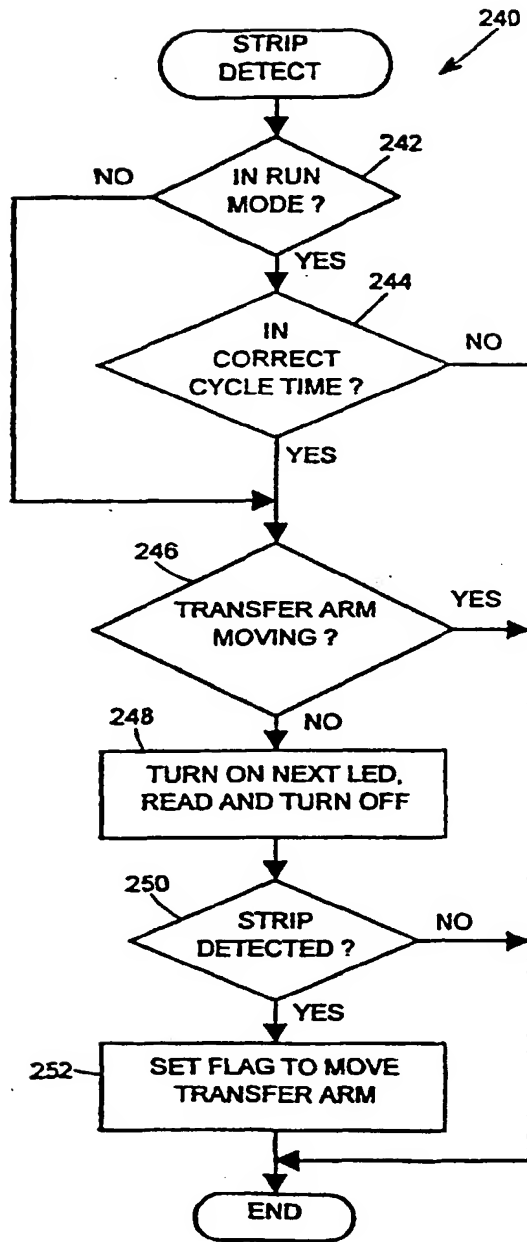 240
STRIP
DETECT
242
NO
IN RUN
MODE ?
YES
244
IN
CORRECT
CYCLE TIME ?
NO
YES
246
TRANSFER ARM
MOVING ?
YES
NO
248
TURN ON NEXT LED,
READ AND TURN OFF
250
STRIP
DETECTED ?
NO
YES
252
SET FLAG TO MOVE
TRANSFER ARM
END